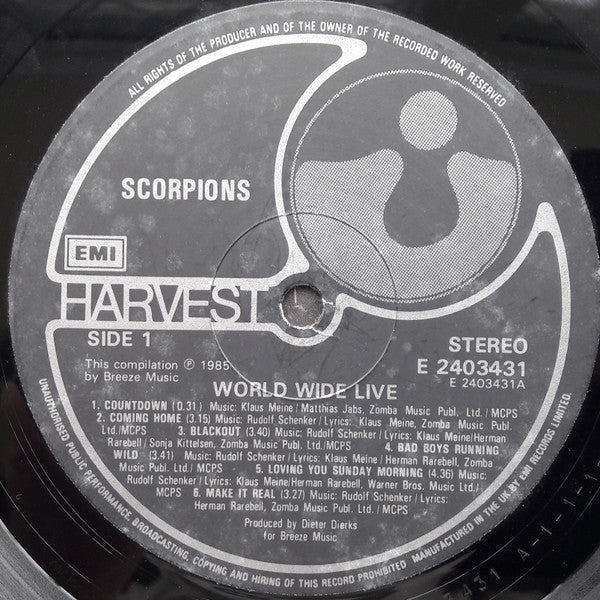 ALL RIGHTS OF THE PRODUCER AND OF THE OWNER OF THE RECORDED WORK RESERVED
SCORPIONS
EMI
HARVEST
SIDE 1
STEREO
E 2403431
E 2403431A
This compilation ℗ 1985
by Breeze Music
WORLD WIDE LIVE
1. COUNTDOWN (0.31) Music: Klaus Meine/Matthias Jabs, Zomba Music Publ. Ltd./MCPS
2. COMING HOME (3.15) Music: Rudolf Schenker/Lyrics: Klaus Meine, Zomba Music Publ.
Ltd./MCPS 3. BLACKOUT (3.40) Music: Rudolf Schenker/Lyrics: Klaus Meine/Herman
Rarebell/Sonja Kittelsen, Zomba Music Publ. Ltd./MCPS 4. BAD BOYS RUNNING
WILD (3.41) Music: Rudolf Schenker/Lyrics: Klaus Meine/Herman Rarebell, Zomba
Music Publ. Ltd./MCPS 5. LOVING YOU SUNDAY MORNING (4.36) Music:
Rudolf Schenker/Lyrics: Klaus Meine/Herman Rarebell, Warner Bros. Music Ltd./
MCPS 6. MAKE IT REAL (3.27) Music: Rudolf Schenker/Lyrics:
Herman Rarebell, Zomba Music Publ. Ltd./MCPS
Produced by Dieter Dierks
for Breeze Music
UNAUTHORISED PUBLIC PERFORMANCE, BROADCASTING, COPYING AND HIRING OF THIS RECORD PROHIBITED MANUFACTURED IN THE UK BY EMI RECORDS LIMITED.
3431 A-1-1-1